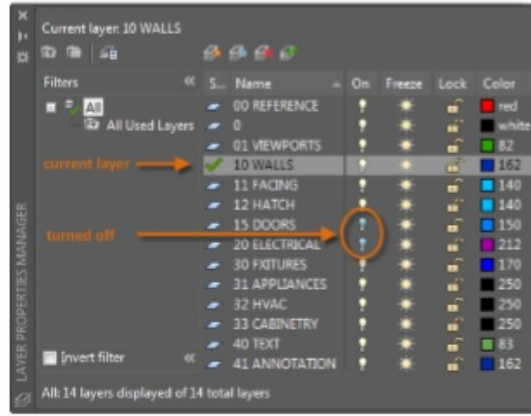 Current layer: 10 WALLS
Filters
S.. Name On Freeze Lock Color
All
All Used Layers
00 REFERENCE red
0 white
01 VIEWPORTS 82
current layer
10 WALLS 162
11 FACING 140
12 HATCH 140
turned off
15 DOORS 150
20 ELECTRICAL 212
30 FXITURES 170
31 APPLIANCES 250
32 HVAC 250
33 CABINETRY 250
40 TEXT 83
41 ANNOTATION 162
Invert filter
All: 14 layers displayed of 14 total layers
LAYER PROPERTIES MANAGER